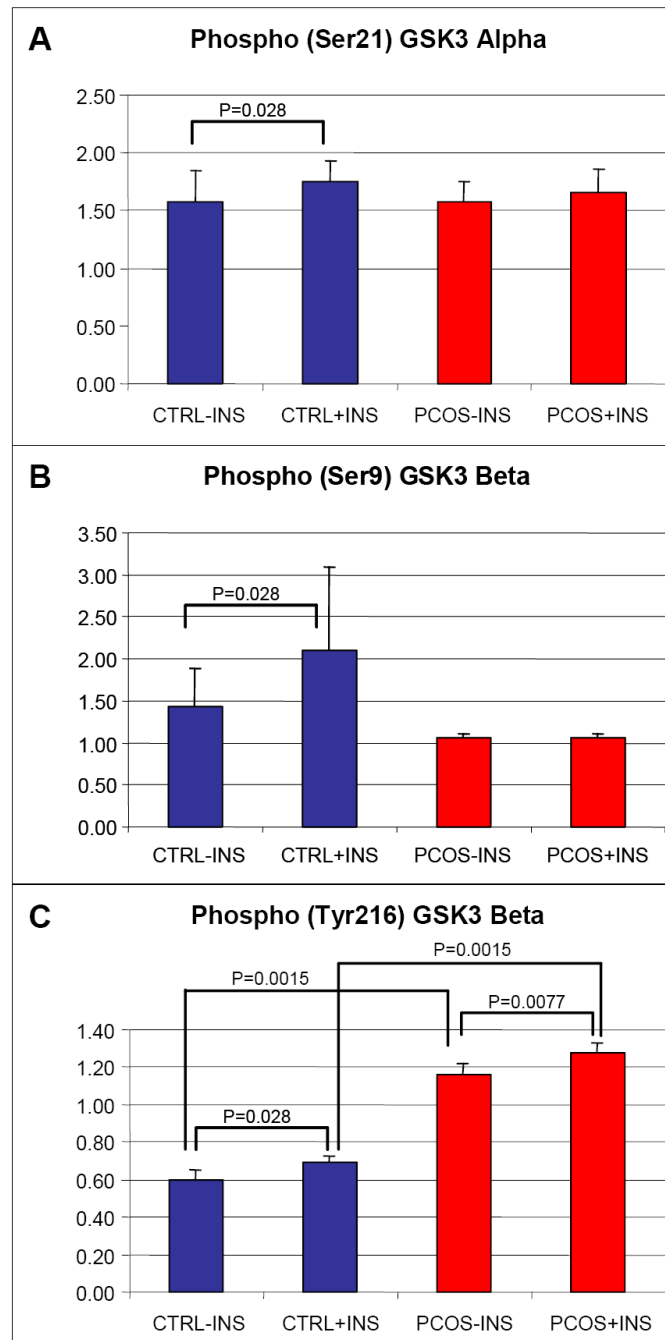 A Phospho (Ser21) GSK3 Alpha
2.50
P=0.028
2.00
1.50
1.00
0.50
0.00
CTRL-INS CTRL+INS PCOS-INS PCOS+INS
B Phospho (Ser9) GSK3 Beta
3.50
3.00
P=0.028
2.50
2.00
1.50
1.00
0.50
0.00
CTRL-INS CTRL+INS PCOS-INS PCOS+INS
C Phospho (Tyr216) GSK3 Beta
P=0.0015
P=0.0015
P=0.0077
1.40
1.20
1.00
P=0.028
0.80
0.60
0.40
0.20
0.00
CTRL-INS CTRL+INS PCOS-INS PCOS+INS